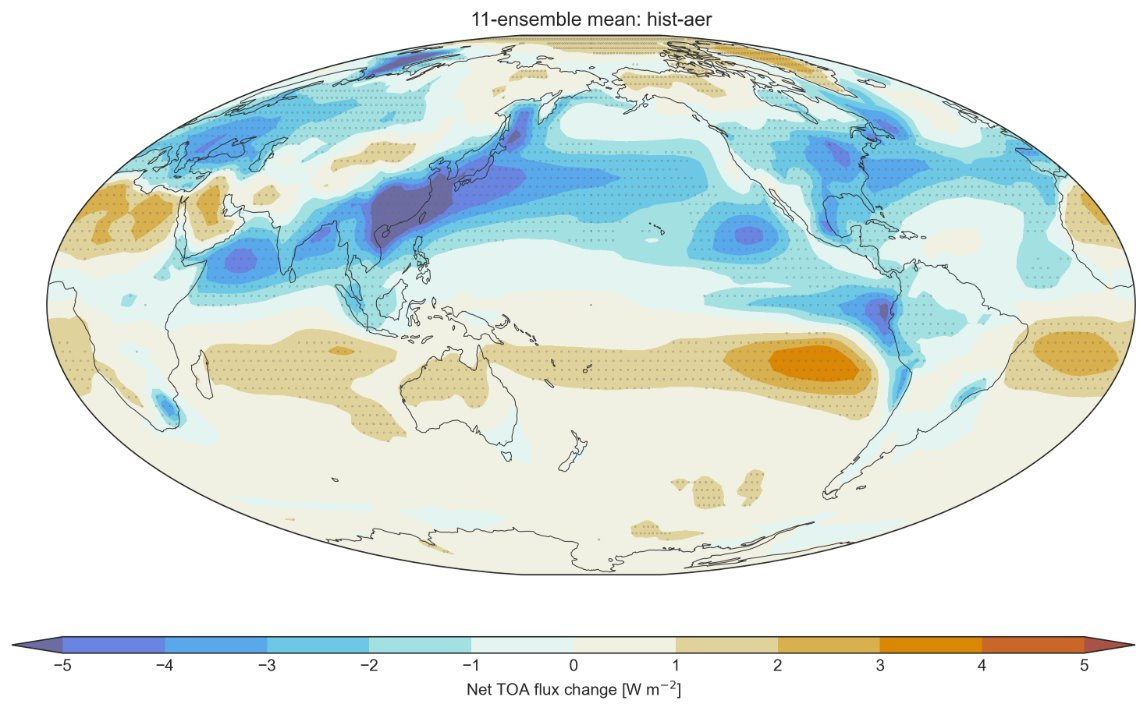 11-ensemble mean: hist-aer
−5 −4 −3 −2 −1 0 1 2 3 4 5
Net TOA flux change [W m⁻²]